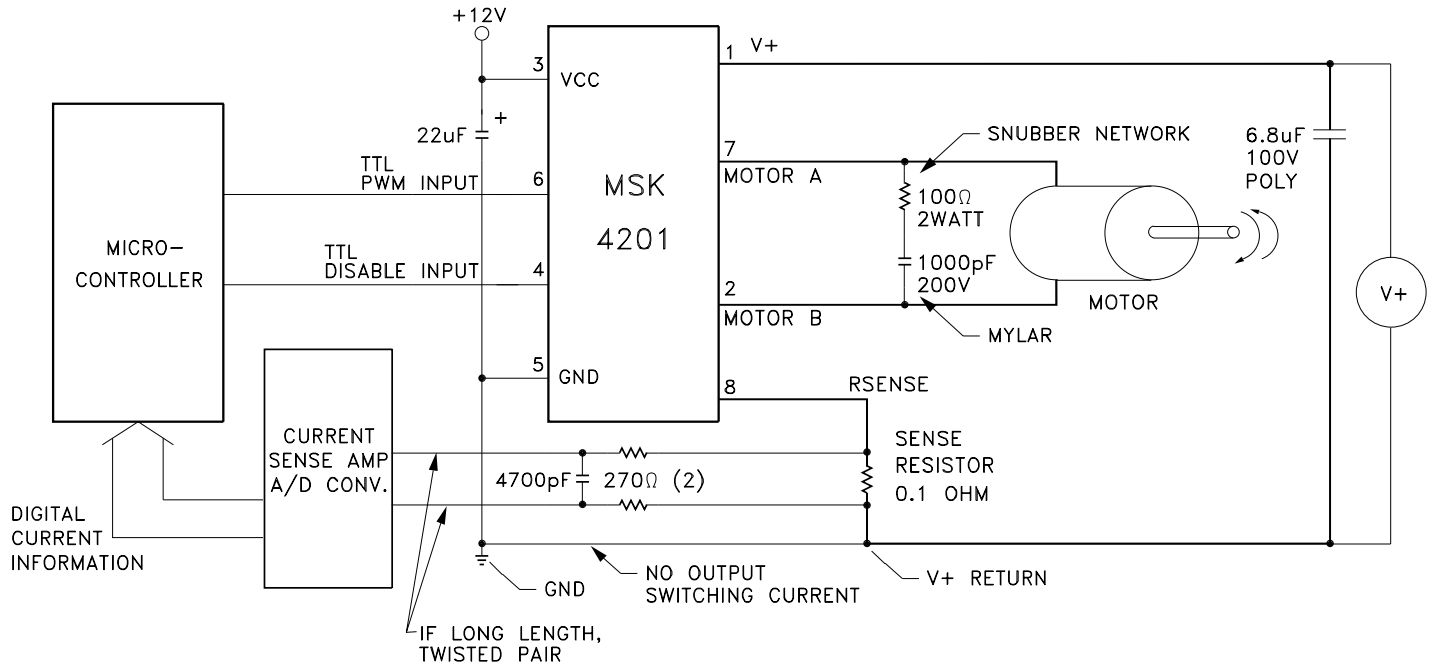 +12V
3
VCC
1
V+
22uF
+
TTL
PWM INPUT
6
MSK
4201
7
MOTOR A
SNUBBER NETWORK
100Ω
2WATT
1000pF
200V
6.8uF
100V
POLY
MICRO-
CONTROLLER
TTL
DISABLE INPUT
4
2
MOTOR B
MYLAR
MOTOR
V+
5
GND
8
RSENSE
CURRENT
SENSE AMP
A/D CONV.
4700pF
270Ω (2)
SENSE
RESISTOR
0.1 OHM
DIGITAL
CURRENT
INFORMATION
GND
NO OUTPUT
SWITCHING CURRENT
V+ RETURN
IF LONG LENGTH,
TWISTED PAIR